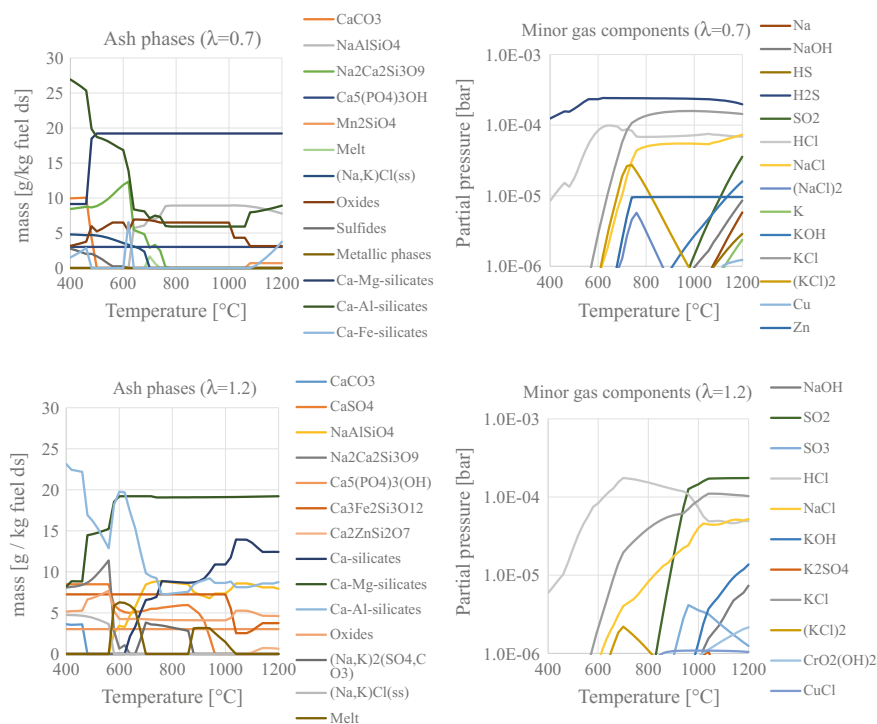 Ash phases (λ=0.7)
mass [g/kg fuel ds]
30
25
20
15
10
5
0
400 600 800 1000 1200
Temperature [°C]
CaCO3
NaAlSiO4
Na2Ca2Si3O9
Ca5(PO4)3OH
Mn2SiO4
Melt
(Na,K)Cl(ss)
Oxides
Sulfides
Metallic phases
Ca-Mg-silicates
Ca-Al-silicates
Ca-Fe-silicates
Minor gas components (λ=0.7)
Partial pressure [bar]
1.0E-03
1.0E-04
1.0E-05
1.0E-06
400 600 800 1000 1200
Temperature [°C]
Na
NaOH
HS
H2S
SO2
HCl
NaCl
(NaCl)2
K
KOH
KCl
(KCl)2
Cu
Zn
Ash phases (λ=1.2)
mass [g / kg fuel ds]
30
25
20
15
10
5
0
400 600 800 1000 1200
Temperature [°C]
CaCO3
CaSO4
NaAlSiO4
Na2Ca2Si3O9
Ca5(PO4)3(OH)
Ca3Fe2Si3O12
Ca2ZnSi2O7
Ca-silicates
Ca-Mg-silicates
Ca-Al-silicates
Oxides
(Na,K)2(SO4,C
O3)
(Na,K)Cl(ss)
Melt
Minor gas components (λ=1.2)
Partial pressure [bar]
1.0E-03
1.0E-04
1.0E-05
1.0E-06
400 600 800 1000 1200
Temperature [°C]
NaOH
SO2
SO3
HCl
NaCl
KOH
K2SO4
KCl
(KCl)2
CrO2(OH)2
CuCl